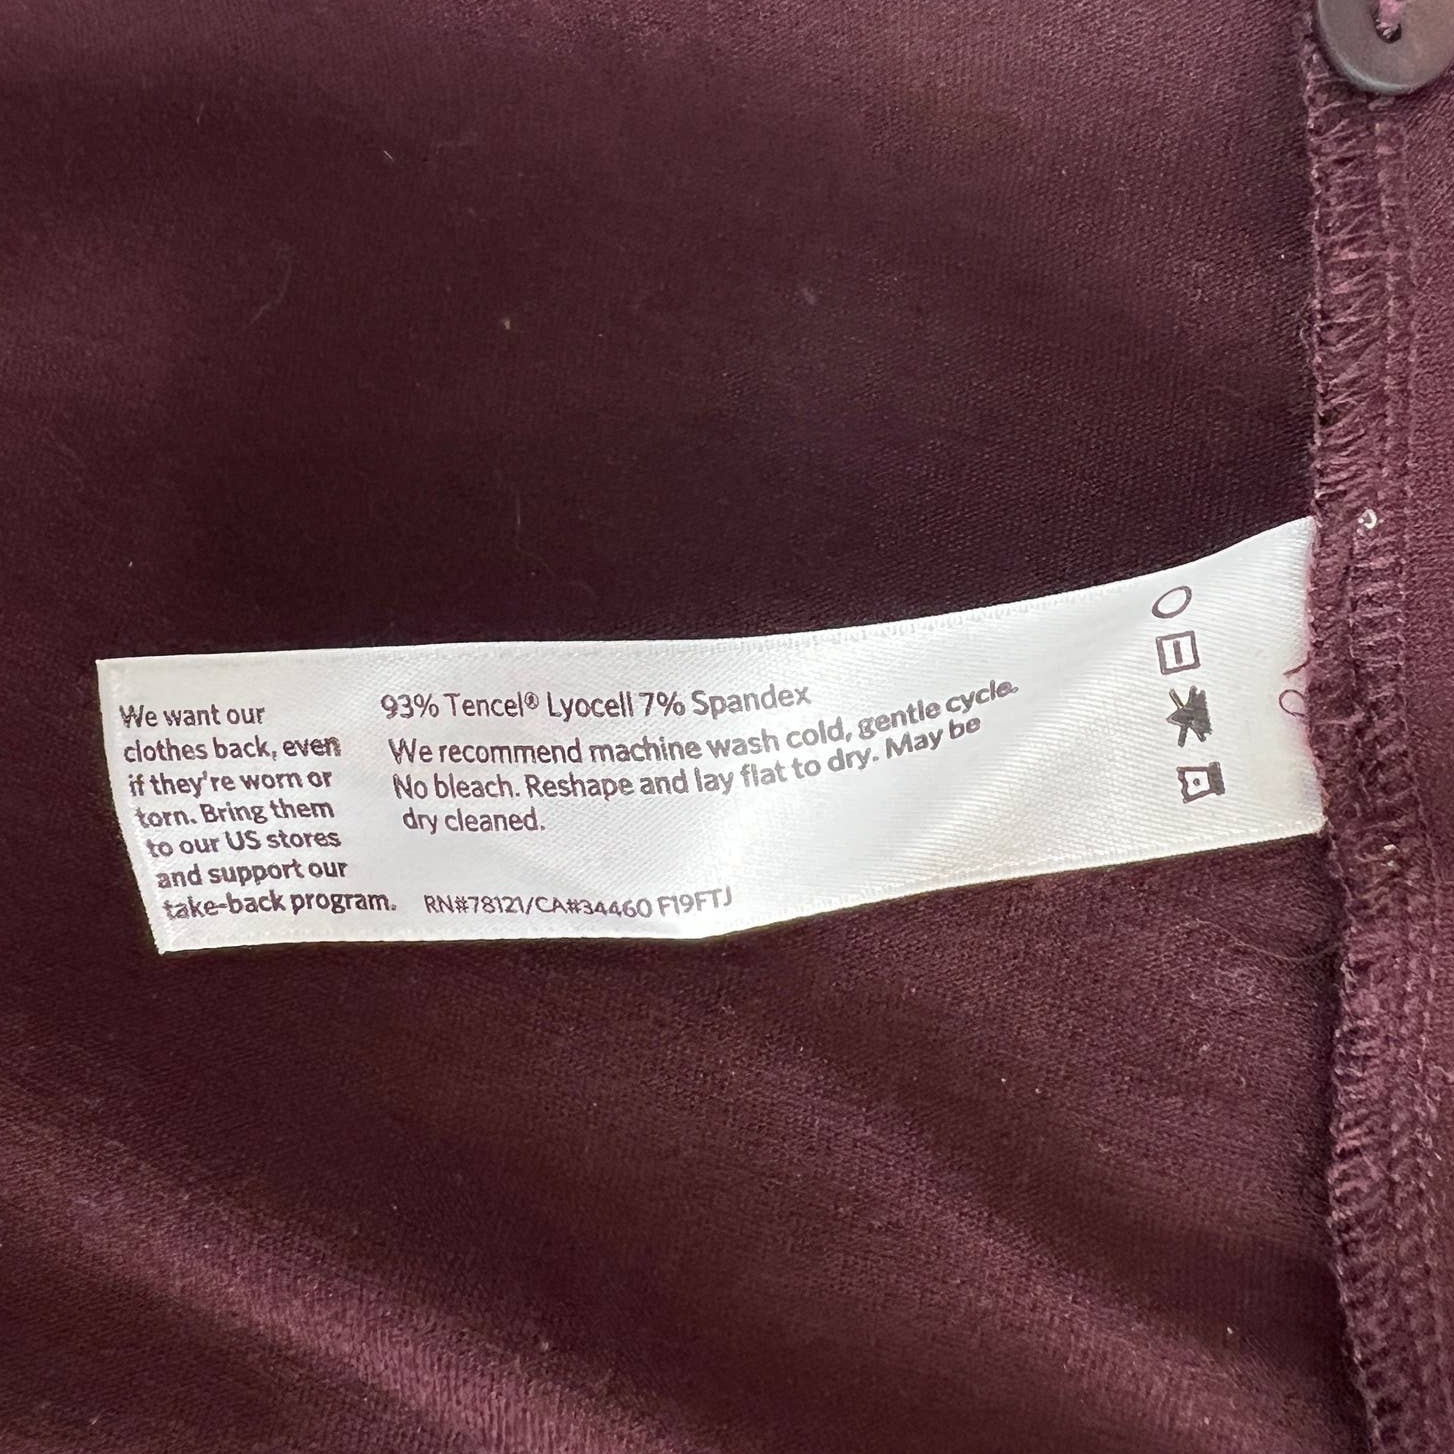 We want our
clothes back, even
if they're worn or
torn. Bring them
to our US stores
and support our
take-back program.
93% Tencel® Lyocell 7% Spandex
We recommend machine wash cold, gentle cycle.
No bleach. Reshape and lay flat to dry. May be
dry cleaned.
RN#78121/CA#34460 F19FTJ